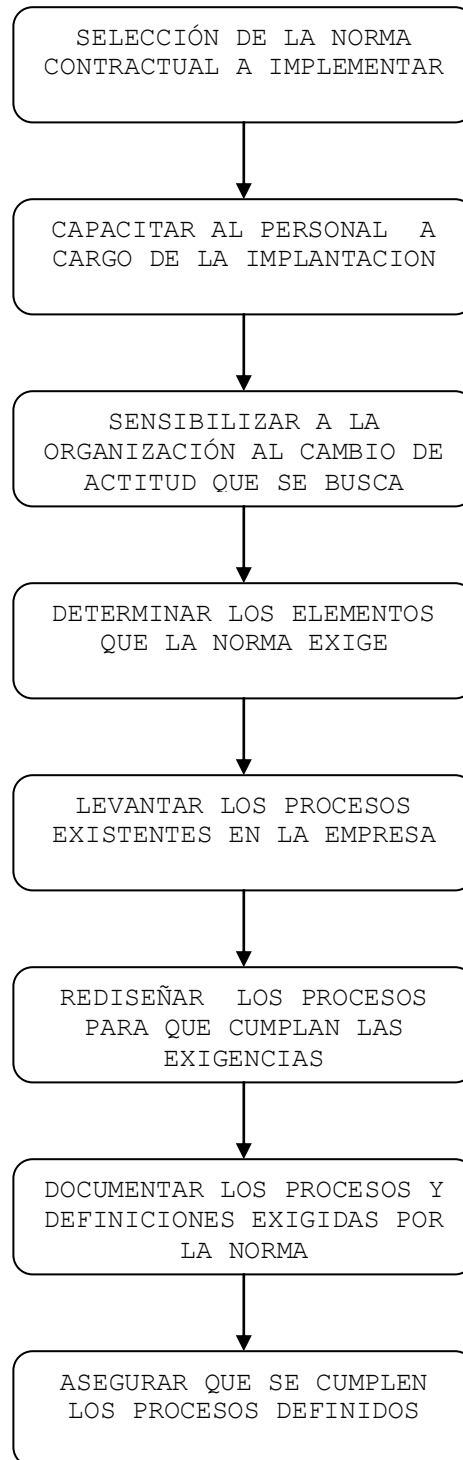 SELECCIÓN DE LA NORMA
CONTRACTUAL A IMPLEMENTAR
CAPACITAR AL PERSONAL A
CARGO DE LA IMPLANTACION
SENSIBILIZAR A LA
ORGANIZACIÓN AL CAMBIO DE
ACTITUD QUE SE BUSCA
DETERMINAR LOS ELEMENTOS
QUE LA NORMA EXIGE
LEVANTAR LOS PROCESOS
EXISTENTES EN LA EMPRESA
REDISEÑAR LOS PROCESOS
PARA QUE CUMPLAN LAS
EXIGENCIAS
DOCUMENTAR LOS PROCESOS Y
DEFINICIONES EXIGIDAS POR
LA NORMA
ASEGURAR QUE SE CUMPLEN
LOS PROCESOS DEFINIDOS